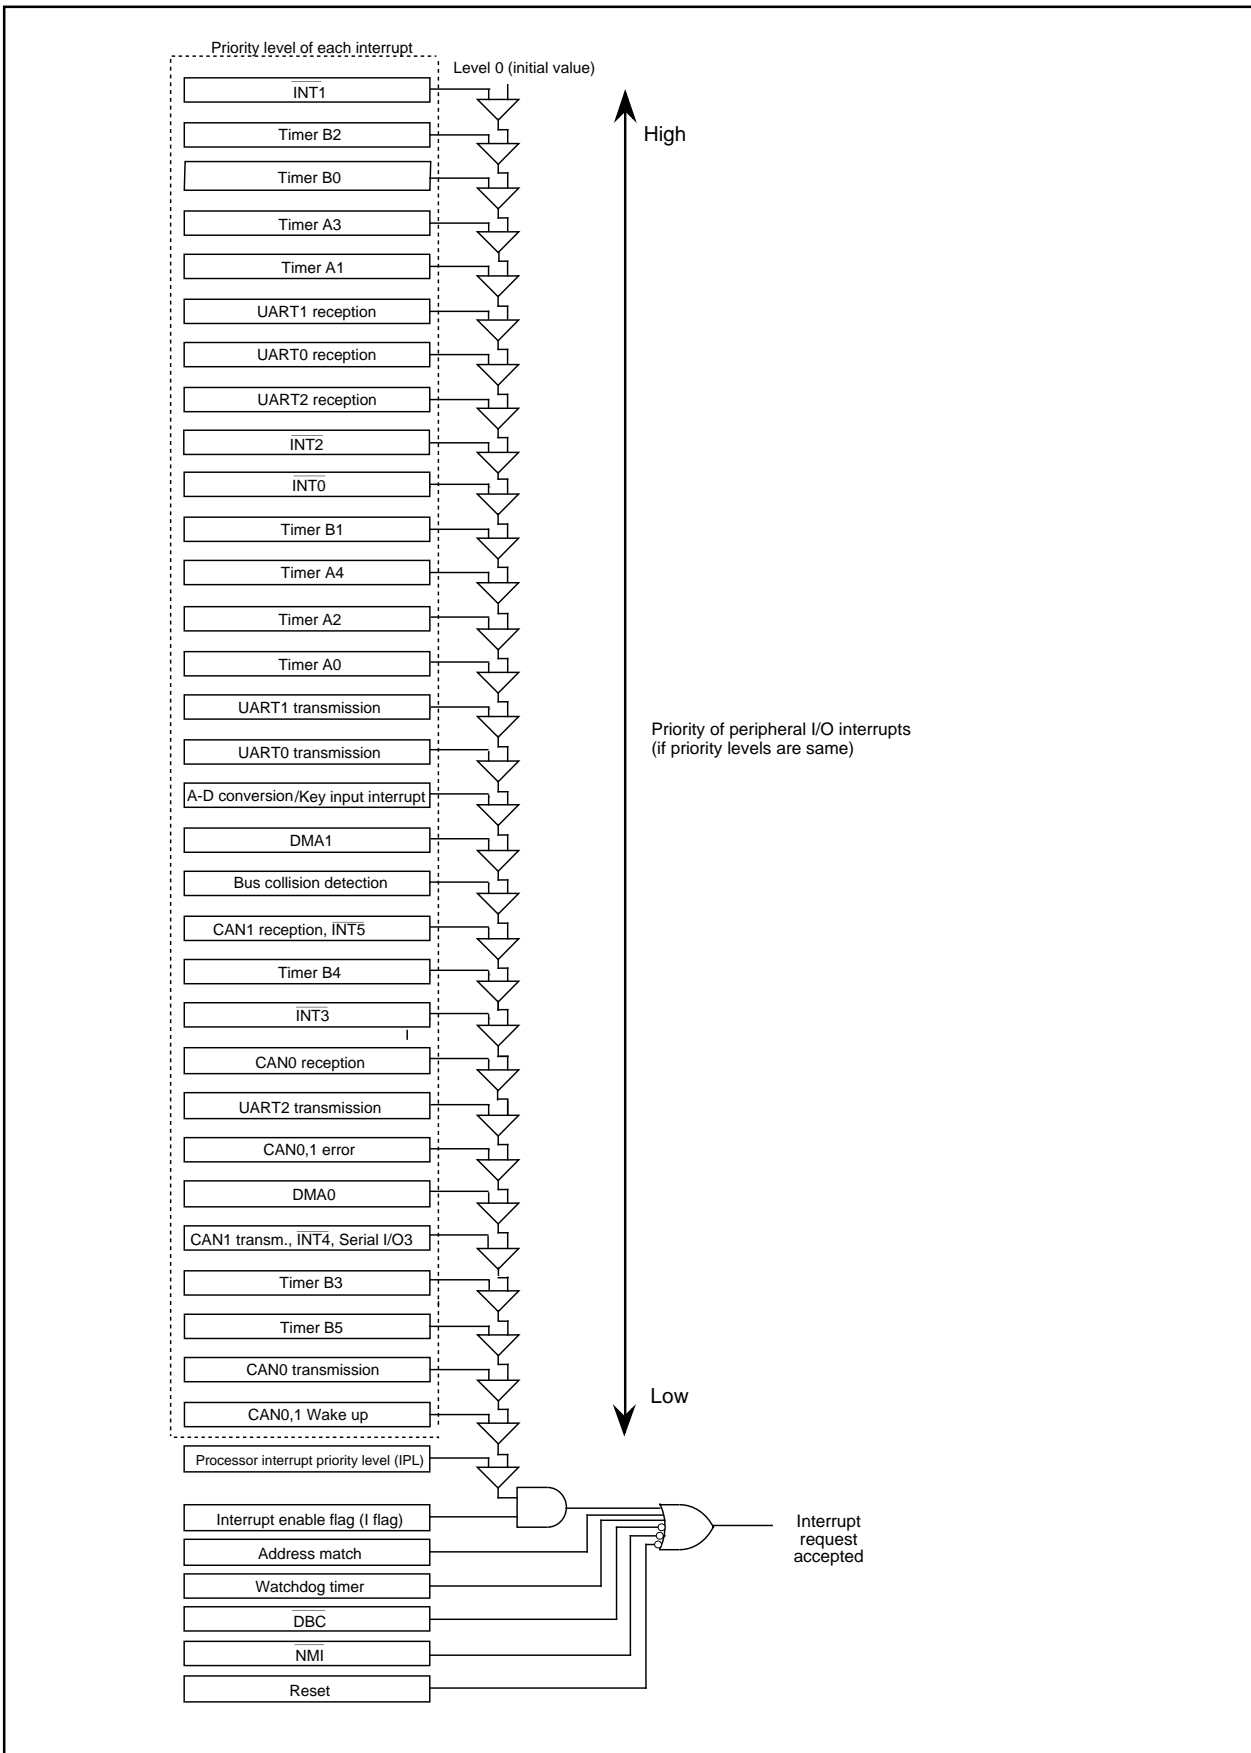 Priority level of each interrupt
Level 0 (initial value)
INT1
High
Timer B2
Timer B0
Timer A3
Timer A1
UART1 reception
UART0 reception
UART2 reception
INT2
INT0
Timer B1
Timer A4
Timer A2
Timer A0
UART1 transmission
Priority of peripheral I/O interrupts
(if priority levels are same)
UART0 transmission
A-D conversion/Key input interrupt
DMA1
Bus collision detection
CAN1 reception, INT5
Timer B4
INT3
CAN0 reception
UART2 transmission
CAN0,1 error
DMA0
CAN1 transm., INT4, Serial I/O3
Timer B3
Timer B5
CAN0 transmission
Low
CAN0,1 Wake up
Processor interrupt priority level (IPL)
Interrupt enable flag (I flag)
Interrupt
request
accepted
Address match
Watchdog timer
DBC
NMI
Reset